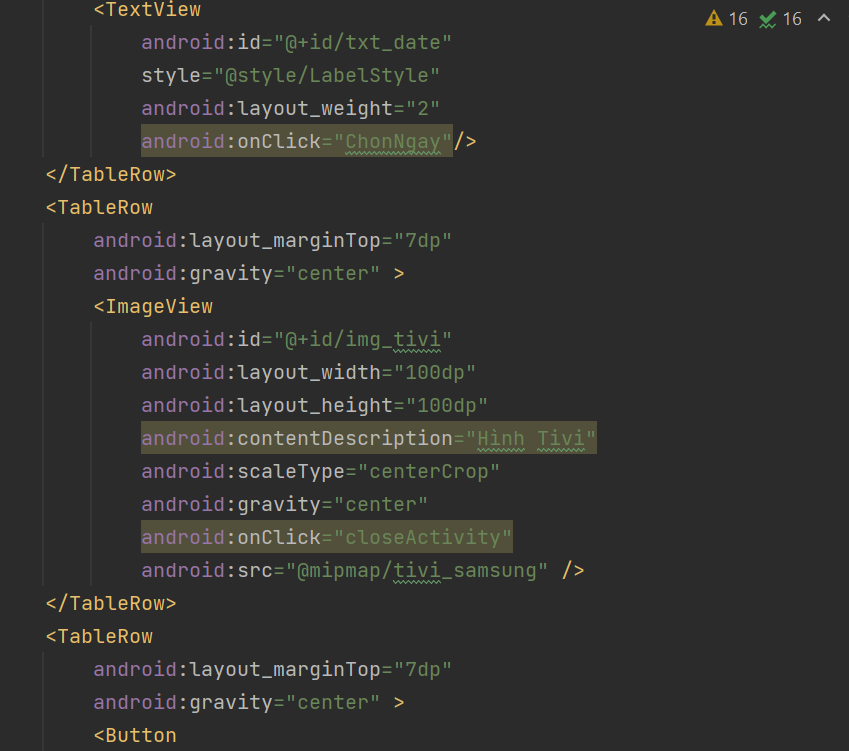 <TextView
16 16
android:id="@+id/txt_date"
style="@style/LabelStyle"
android:layout_weight="2"
android:onClick="ChonNgay"/>
</TableRow>
<TableRow
android:layout_marginTop="7dp"
android:gravity="center" >
<ImageView
android:id="@+id/img_tivi"
android:layout_width="100dp"
android:layout_height="100dp"
android:contentDescription="Hình Tivi"
android:scaleType="centerCrop"
android:gravity="center"
android:onClick="closeActivity"
android:src="@mipmap/tivi_samsung" />
</TableRow>
<TableRow
android:layout_marginTop="7dp"
android:gravity="center" >
<Button